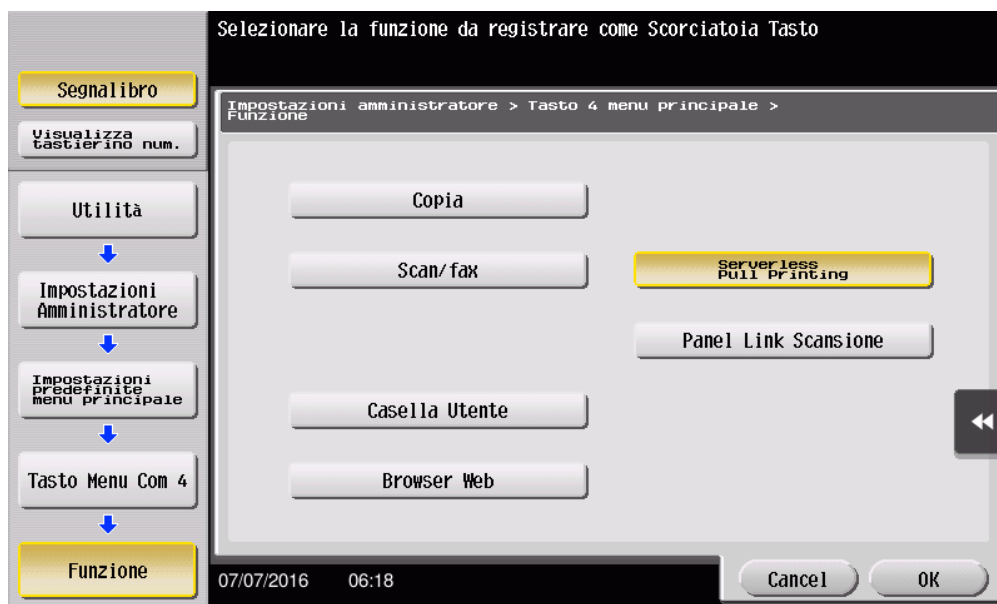 Selezionare la funzione da registrare come Scorciatoia Tasto
Segnalibro
Visualizza
tastierino num.
Impostazioni amministratore > Tasto 4 menu principale >
Funzione
Utilità
Impostazioni
Amministratore
Impostazioni
predefinite
menu principale
Tasto Menu Com 4
Funzione
Copia
Scan/fax
Serverless
Pull Printing
Panel Link Scansione
Casella Utente
Browser Web
07/07/2016 06:18
Cancel
OK